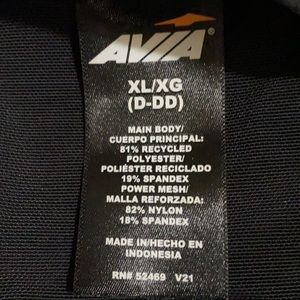 AVIA
XL/XG
(D-DD)
MAIN BODY/
CUERPO PRINCIPAL:
81% RECYCLED
POLYESTER/
POLIÉSTER RECICLADO
19% SPANDEX
POWER MESH/
MALLA REFORZADA:
82% NYLON
18% SPANDEX
MADE IN/HECHO EN
INDONESIA
RN# 52469 V21